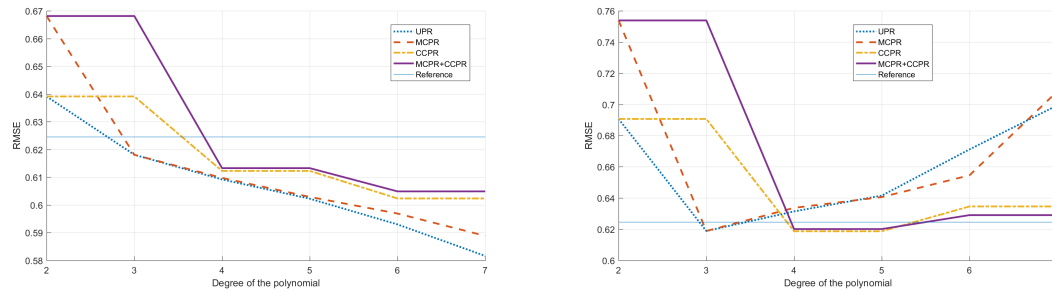 0.67
0.66
0.65
0.64
0.63
0.62
0.61
0.6
0.59
0.58
RMSE
2 3 4 5 6 7
Degree of the polynomial
UPR
MCPR
CCPR
MCPR+CCPR
Reference
0.76
0.74
0.72
0.7
0.68
0.66
0.64
0.62
0.6
RMSE
2 3 4 5 6
Degree of the polynomial
UPR
MCPR
CCPR
MCPR+CCPR
Reference